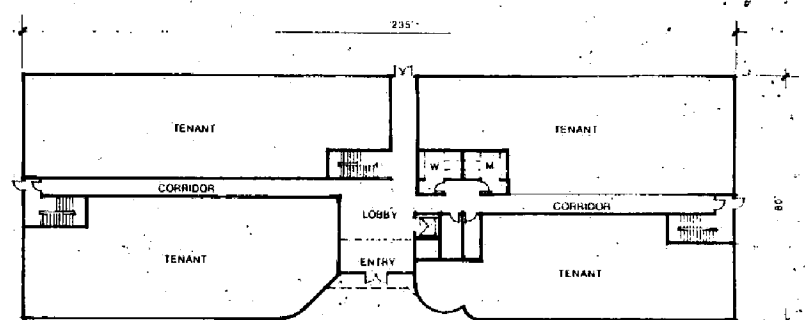 235'
TENANT
TENANT
W
M
CORRIDOR
CORRIDOR
LOBBY
80'
TENANT
ENTRY
TENANT